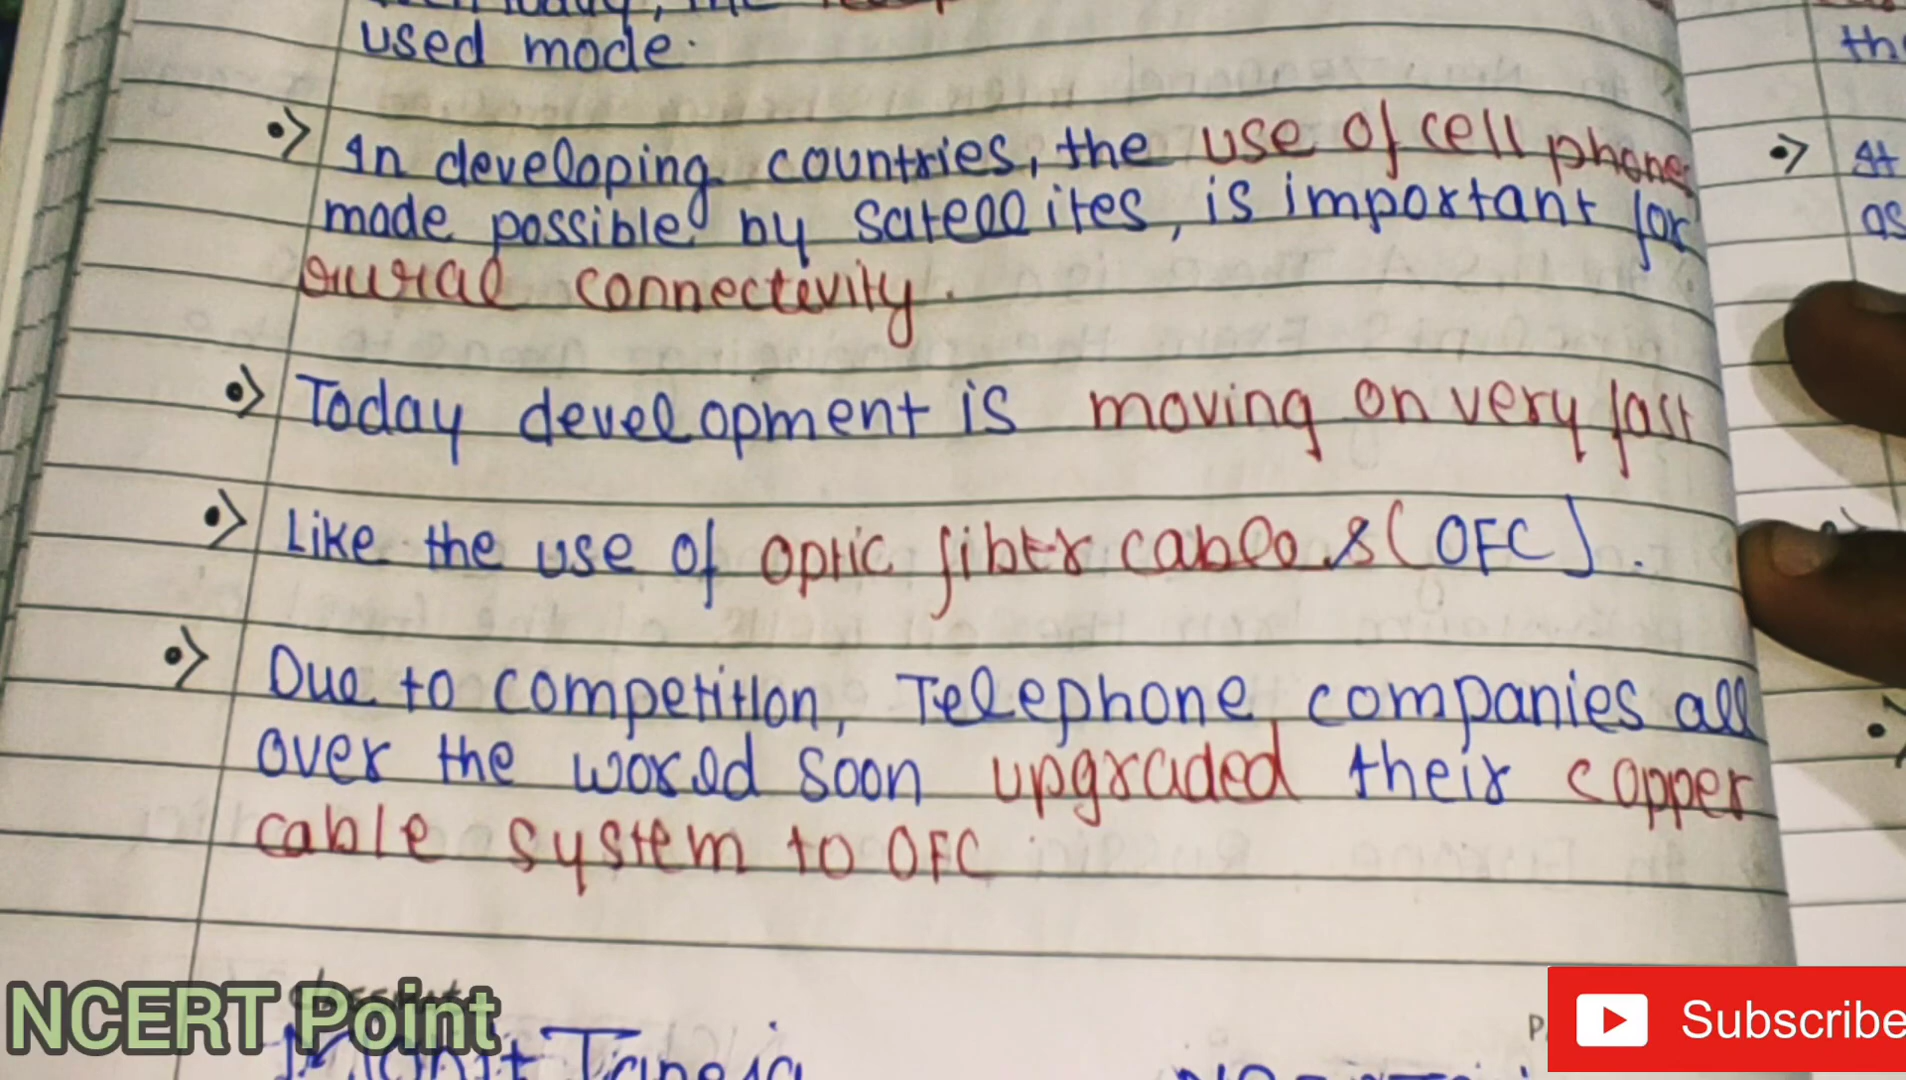 used mode.
•> In developing countries, the use of cell phones
made possible by satellites, is important for
rural connectivity.
•> Today development is moving on very fast
•> Like the use of optic fiber cables (OFC).
•> Due to competition, Telephone companies all
over the world soon upgraded their copper
cable system to OFC
•>
as
NCERT Point
Subscribe